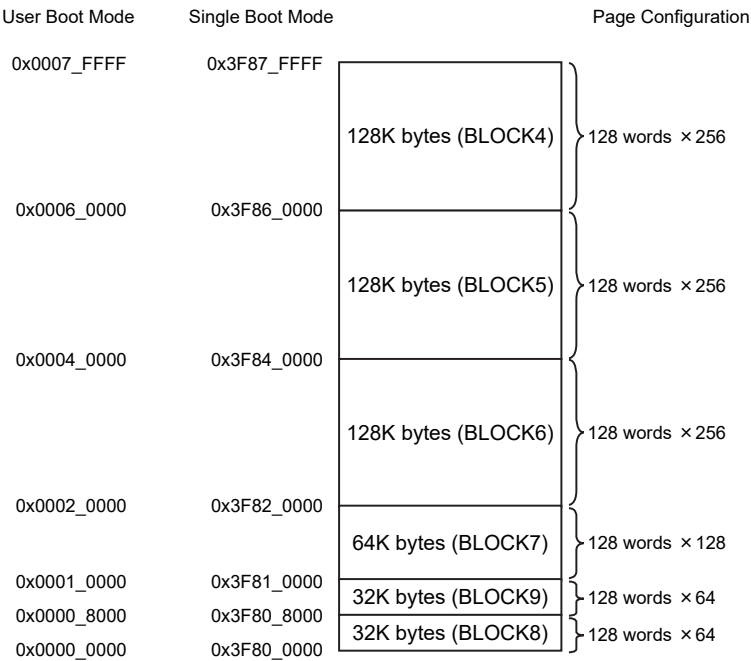 User Boot Mode Single Boot Mode Page Configuration
0x0007_FFFF 0x3F87_FFFF
128K bytes (BLOCK4) 128 words × 256
0x0006_0000 0x3F86_0000
128K bytes (BLOCK5) 128 words × 256
0x0004_0000 0x3F84_0000
128K bytes (BLOCK6) 128 words × 256
0x0002_0000 0x3F82_0000
64K bytes (BLOCK7) 128 words × 128
0x0001_0000 0x3F81_0000
32K bytes (BLOCK9) 128 words × 64
0x0000_8000 0x3F80_8000
32K bytes (BLOCK8) 128 words × 64
0x0000_0000 0x3F80_0000